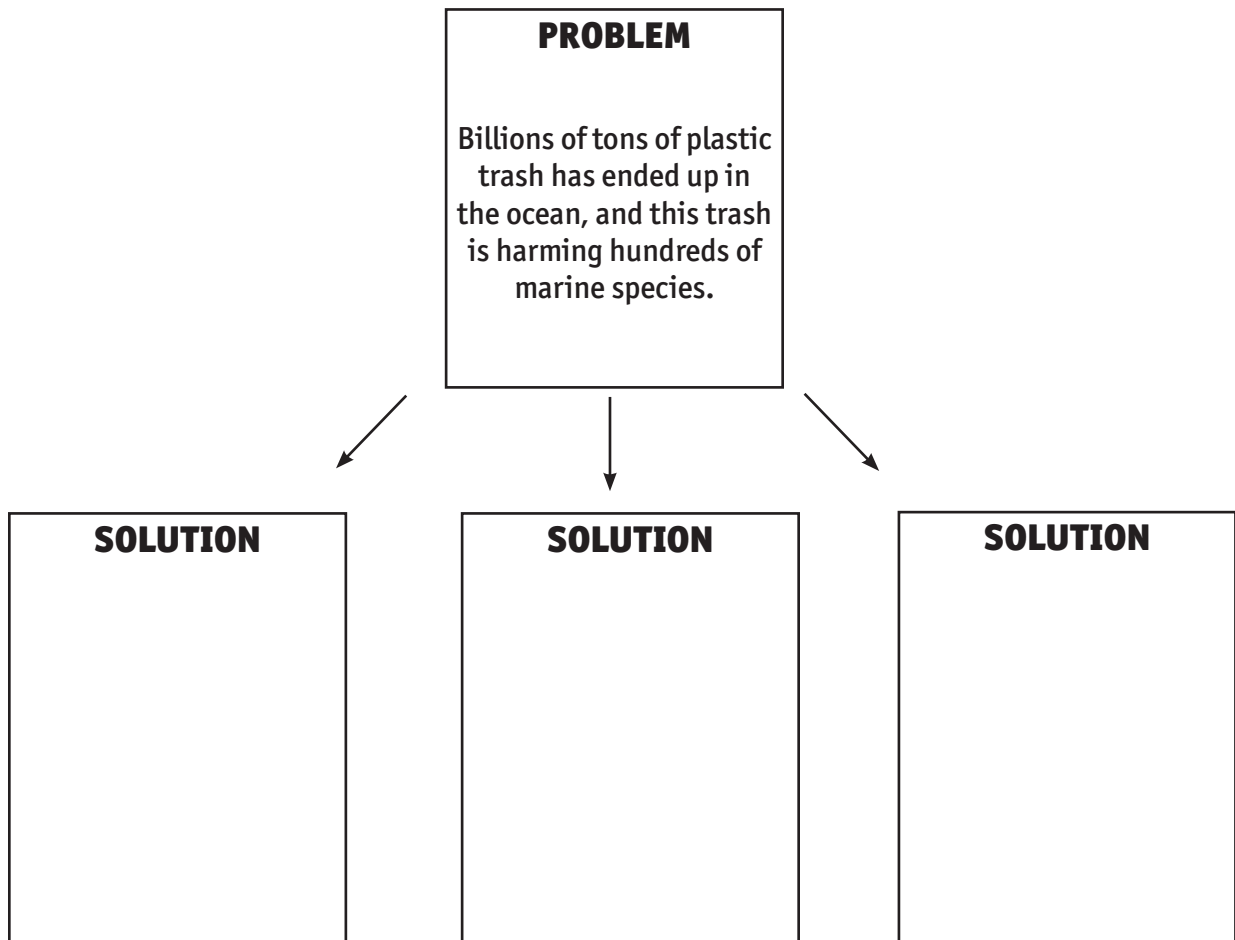 PROBLEM
Billions of tons of plastic
trash has ended up in
the ocean, and this trash
is harming hundreds of
marine species.
SOLUTION
SOLUTION
SOLUTION